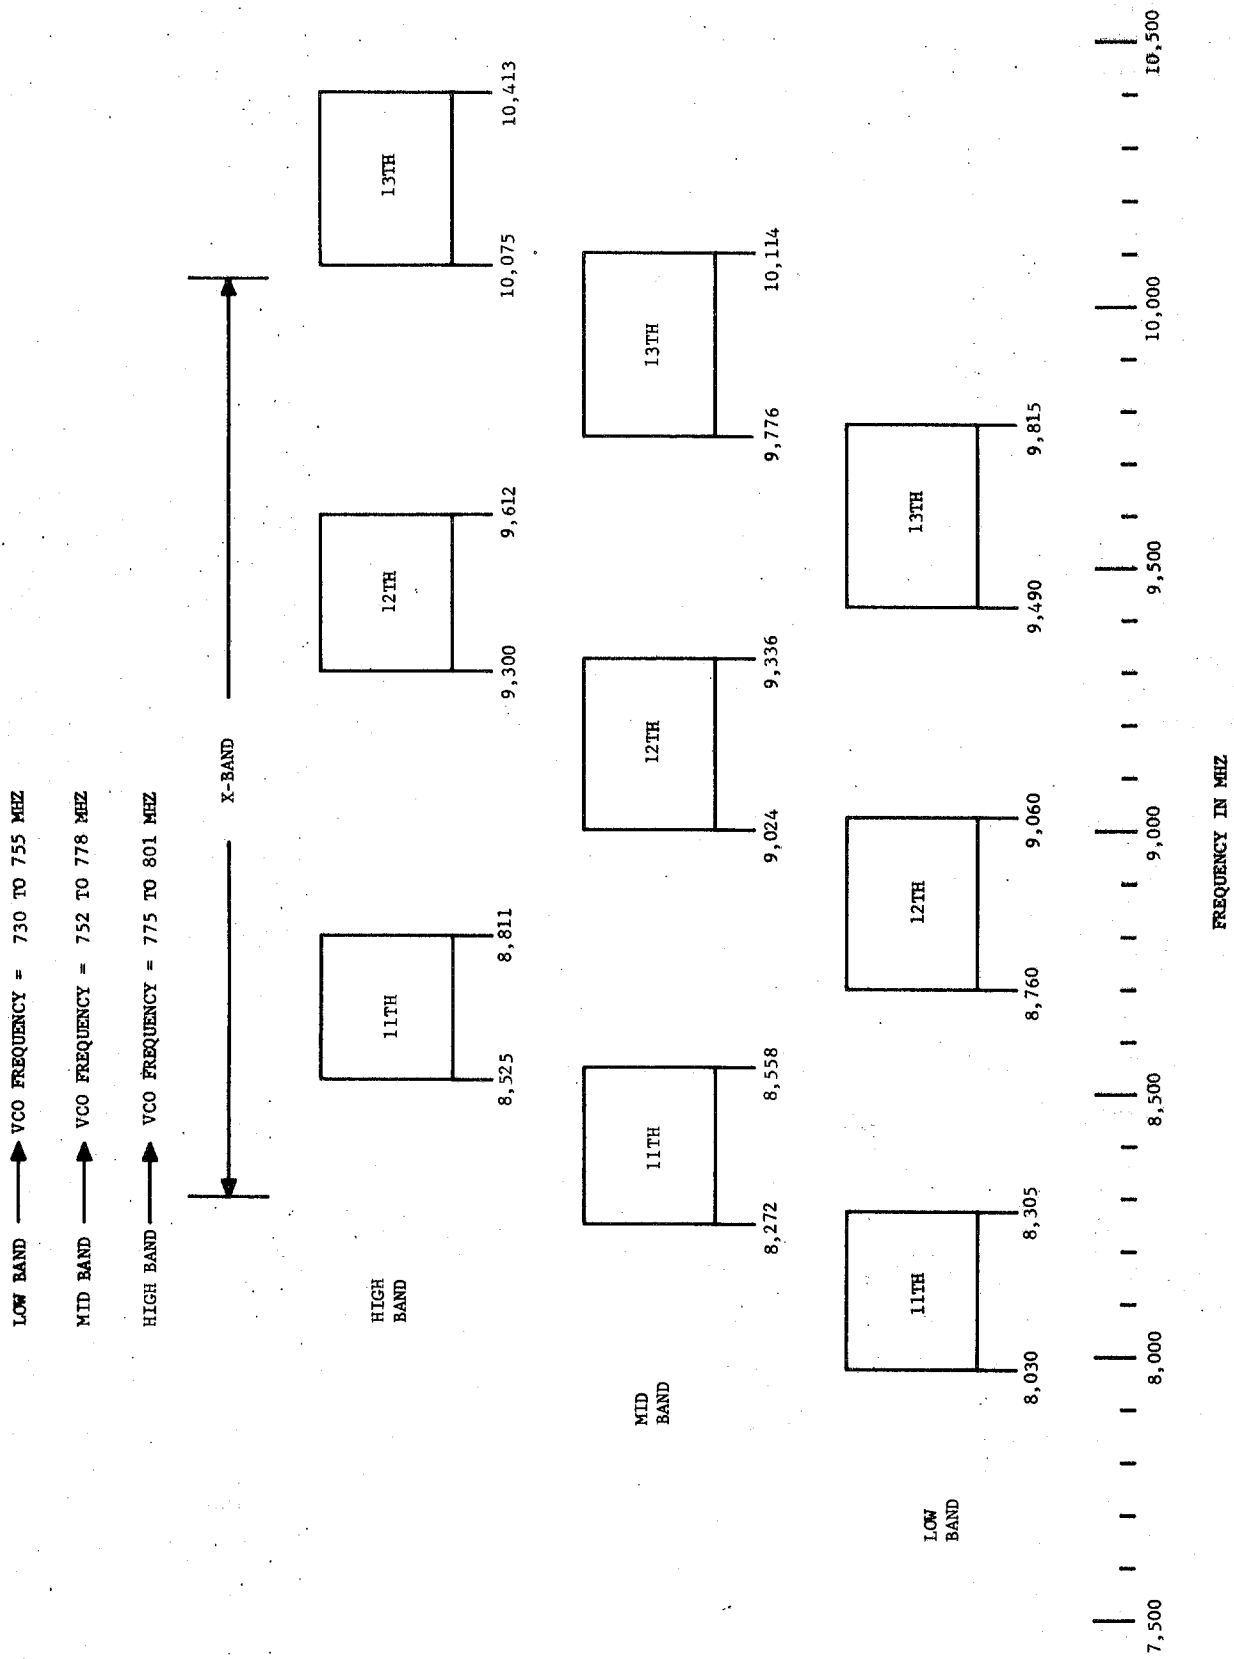 LOW BAND VCO FREQUENCY = 730 TO 755 MHZ
MID BAND VCO FREQUENCY = 752 TO 778 MHZ
HIGH BAND VCO FREQUENCY = 775 TO 801 MHZ
X-BAND
HIGH
BAND
11TH
12TH
13TH
8,525
8,811
9,300
9,612
10,075
10,413
MID
BAND
11TH
12TH
13TH
8,272
8,558
9,024
9,336
9,776
10,114
LOW
BAND
11TH
12TH
13TH
8,030
8,305
8,760
9,060
9,490
9,815
7,500
8,000
8,500
9,000
9,500
10,000
10,500
FREQUENCY IN MHZ